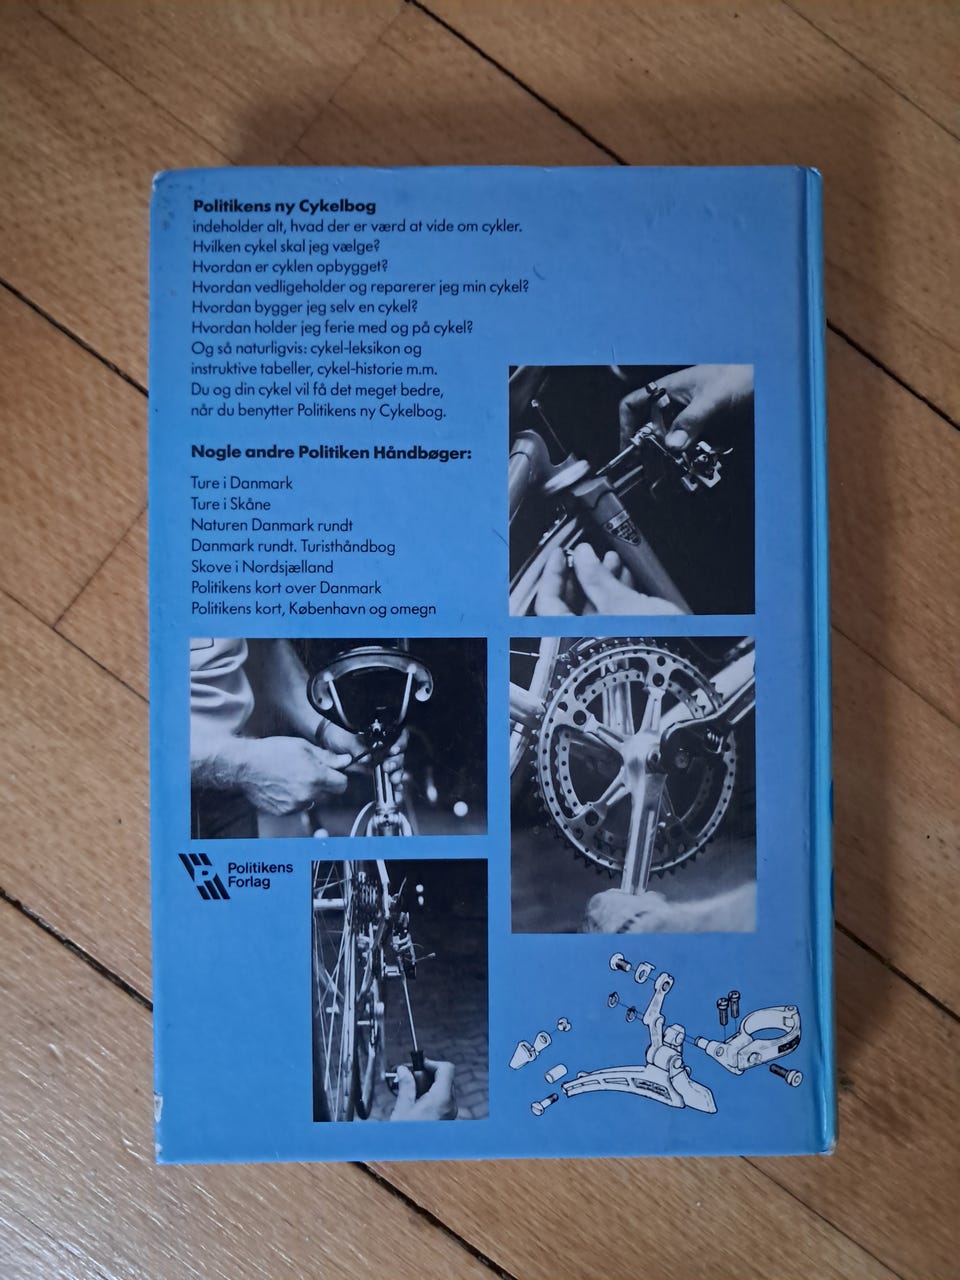 Politikens ny Cykelbog
indeholder alt, hvad der er værd at vide om cykler.
Hvilken cykel skal jeg vælge?
Hvordan er cyklen opbygget?
Hvordan vedligeholder og reparerer jeg min cykel?
Hvordan bygger jeg selv en cykel?
Hvordan holder jeg ferie med og på cykel?
Og så naturligvis: cykel-leksikon og
instruktive tabeller, cykel-historie m.m.
Du og din cykel vil få det meget bedre,
når du benytter Politikens ny Cykelbog.
Nogle andre Politiken Håndbøger:
Ture i Danmark
Ture i Skåne
Naturen Danmark rundt
Danmark rundt. Turisthåndbog
Skove i Nordsjælland
Politikens kort over Danmark
Politikens kort, København og omegn
P
Politikens
Forlag